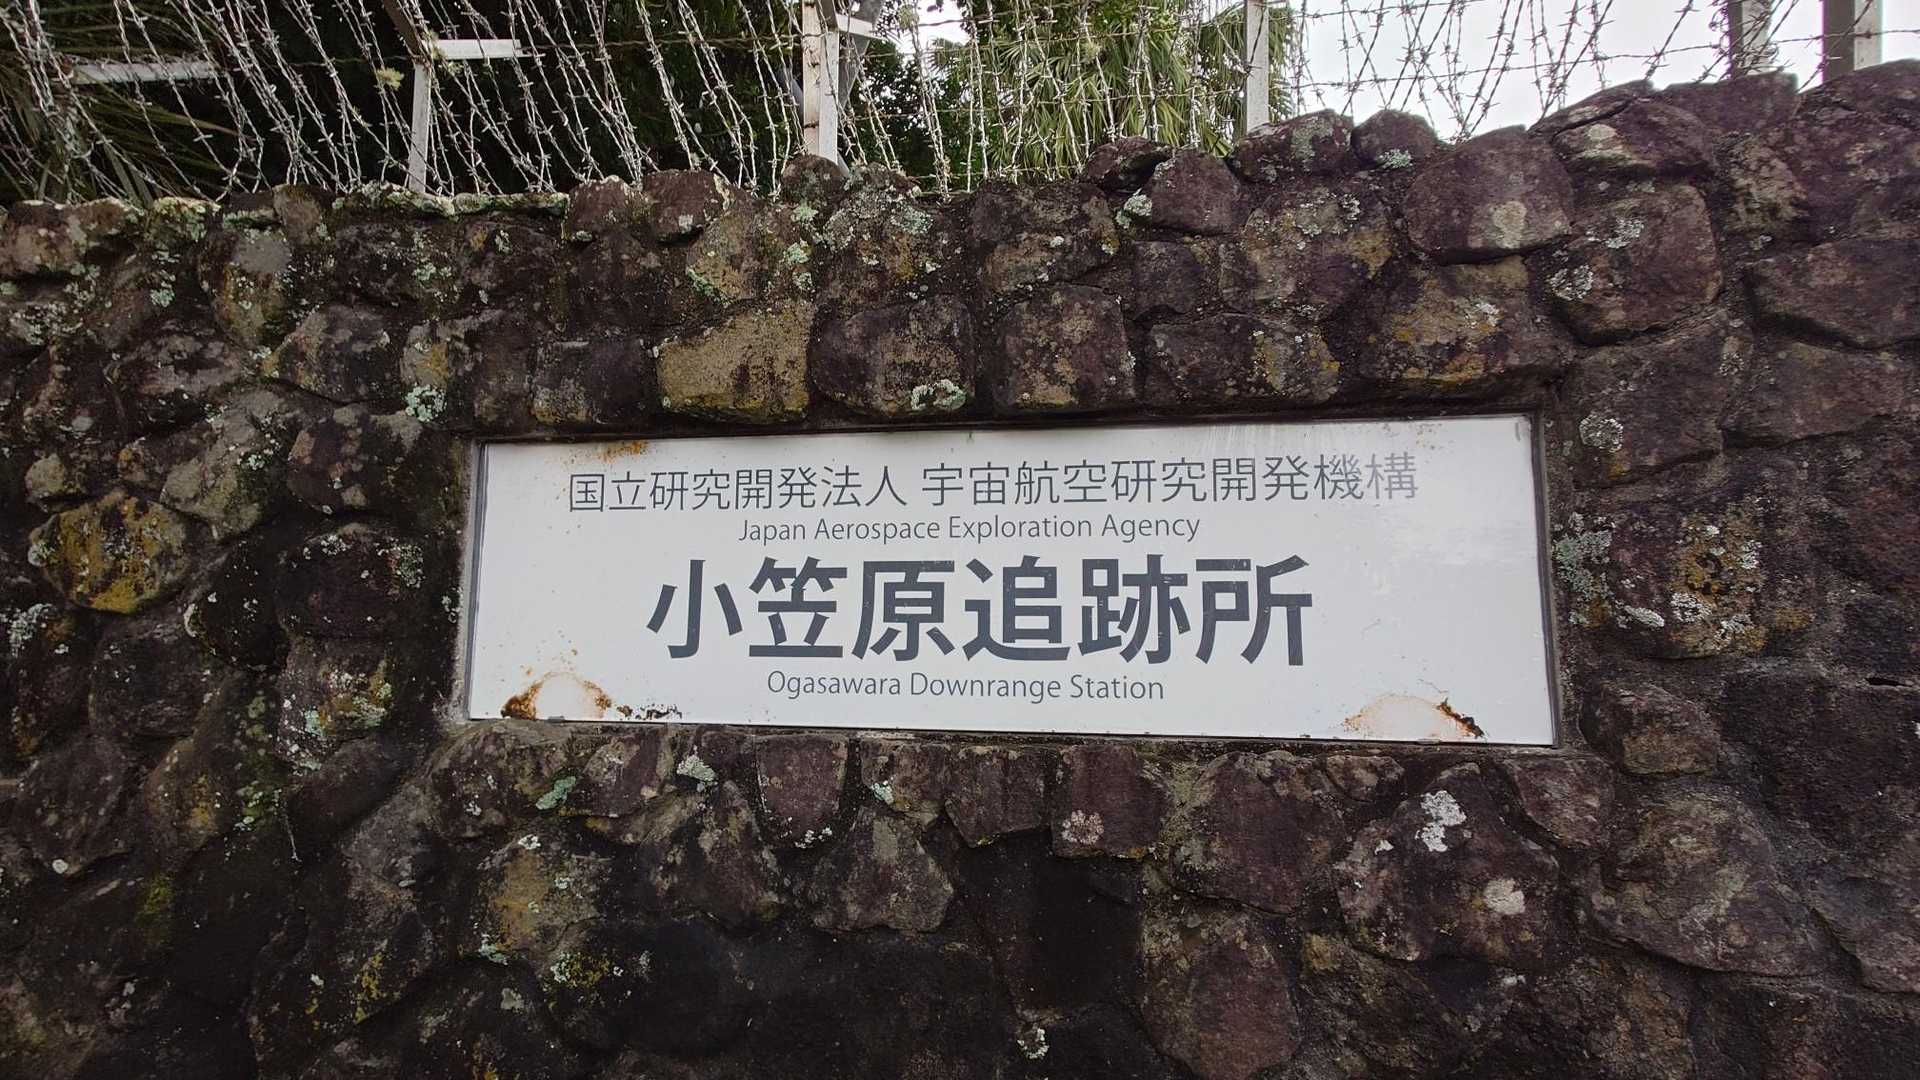 国立研究開発法人 宇宙航空研究開発機構
Japan Aerospace Exploration Agency
小笠原追跡所
Ogasawara Downrange Station